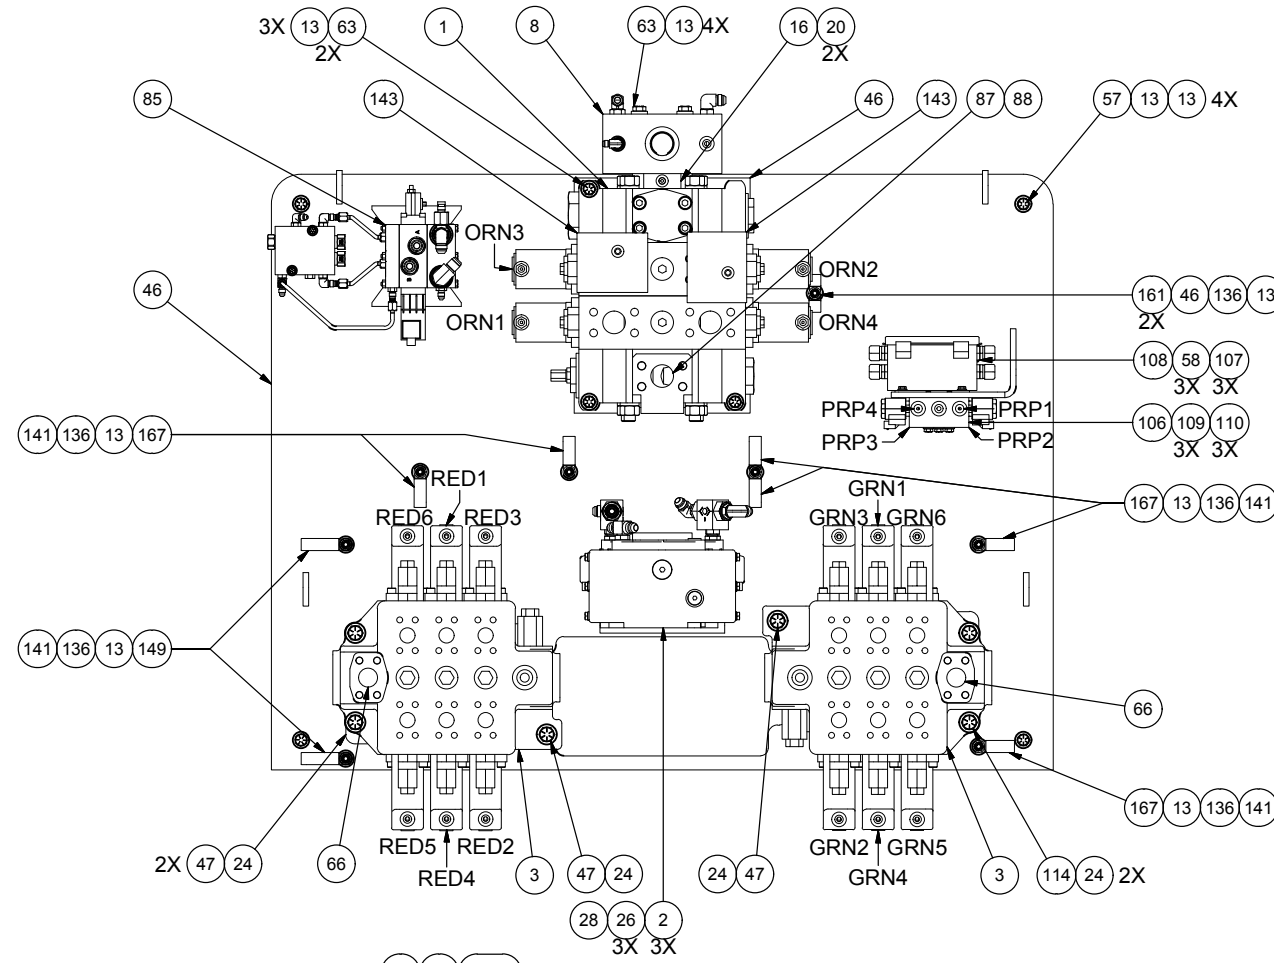 3X 13 63
2X
1
8
63 13 4X
16 20
2X
85
143
46
143
87 88
57 13 13 4X
ORN3
ORN2
46
ORN1
ORN4
161 46 136 13
2X
108 58 107
3X 3X
PRP4
PRP1
PRP3
PRP2
106 109 110
3X 3X
141 136 13 167
RED1
RED6
RED3
GRN1
GRN3
GRN6
167 13 136 141
141 136 13 149
66
167 13 136 141
RED5
RED2
RED4
GRN2
GRN5
GRN4
2X 47 24
66
3
47 24
24 47
3
114 24 2X
28 26 2
3X 3X